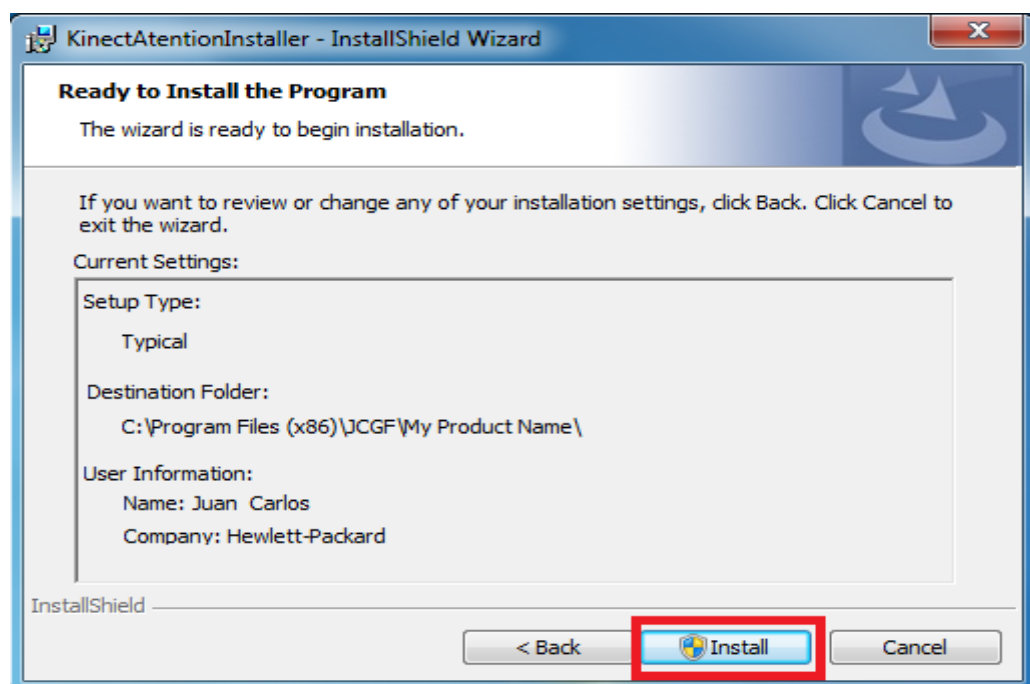 KinectAtentionInstaller - InstallShield Wizard
Ready to Install the Program
The wizard is ready to begin installation.
If you want to review or change any of your installation settings, click Back. Click Cancel to
exit the wizard.
Current Settings:
Setup Type:
Typical
Destination Folder:
C:\Program Files (x86)\JCGF\My Product Name\
User Information:
Name: Juan Carlos
Company: Hewlett-Packard
InstallShield
< Back Install Cancel